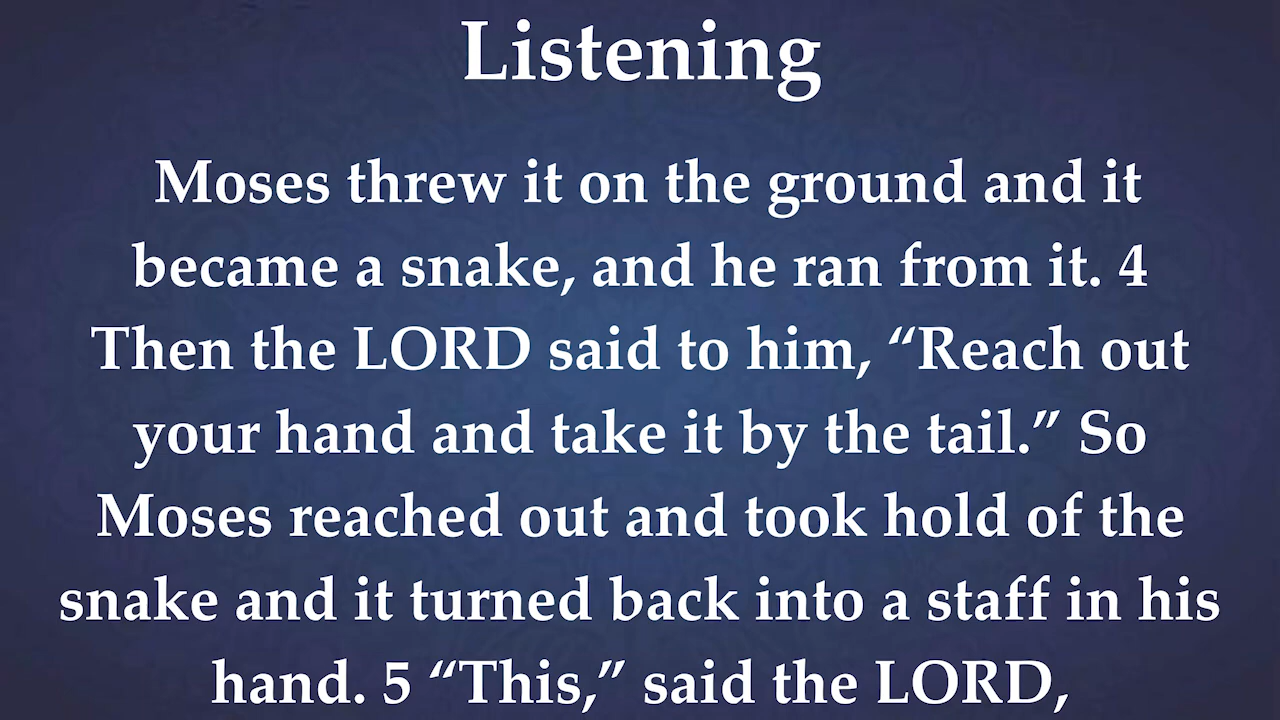 Listening
Moses threw it on the ground and it
became a snake, and he ran from it. 4
Then the LORD said to him, “Reach out
your hand and take it by the tail.” So
Moses reached out and took hold of the
snake and it turned back into a staff in his
hand. 5 “This,” said the LORD,